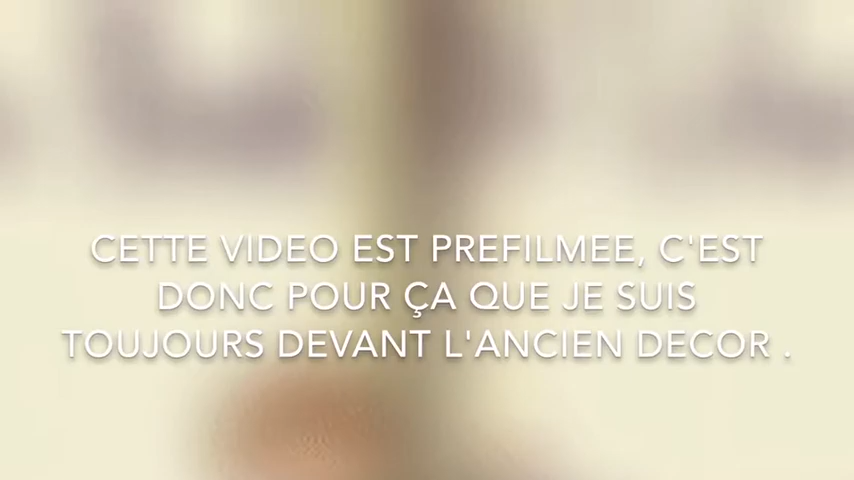 CETTE VIDEO EST PREFILMEE, C'EST
DONC POUR ÇA QUE JE SUIS
TOUJOURS DEVANT L'ANCIEN DECOR .